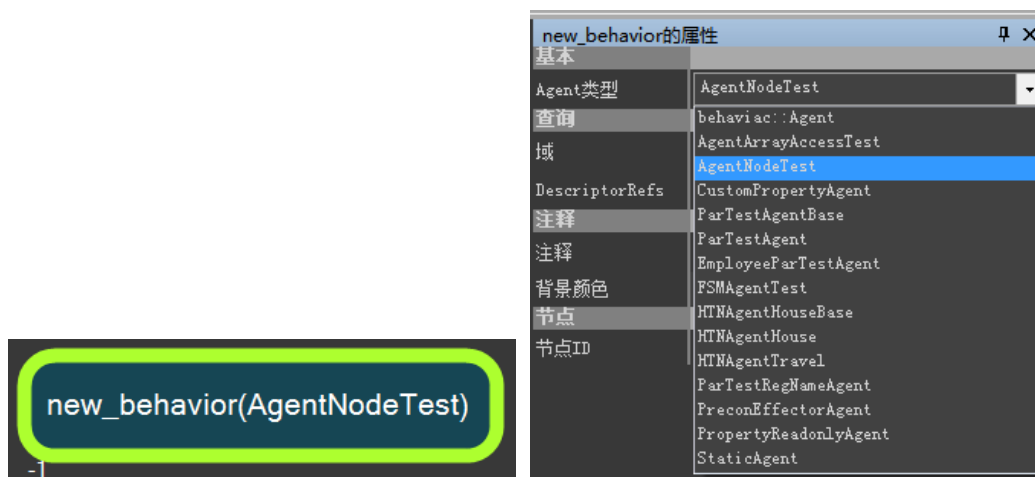 new_behavior(AgentNodeTest)
-1
new_behavior的属性
基本
Agent类型
AgentNodeTest
查询
域
DescriptorRefs
注释
注释
背景颜色
节点
节点ID
behaviac::Agent
AgentArrayAccessTest
AgentNodeTest
CustomPropertyAgent
ParTestAgentBase
ParTestAgent
EmployeeParTestAgent
FSMAgentTest
HTNAgentHouseBase
HTNAgentHouse
HTNAgentTravel
ParTestRegNameAgent
PreconEffectorAgent
PropertyReadonlyAgent
StaticAgent